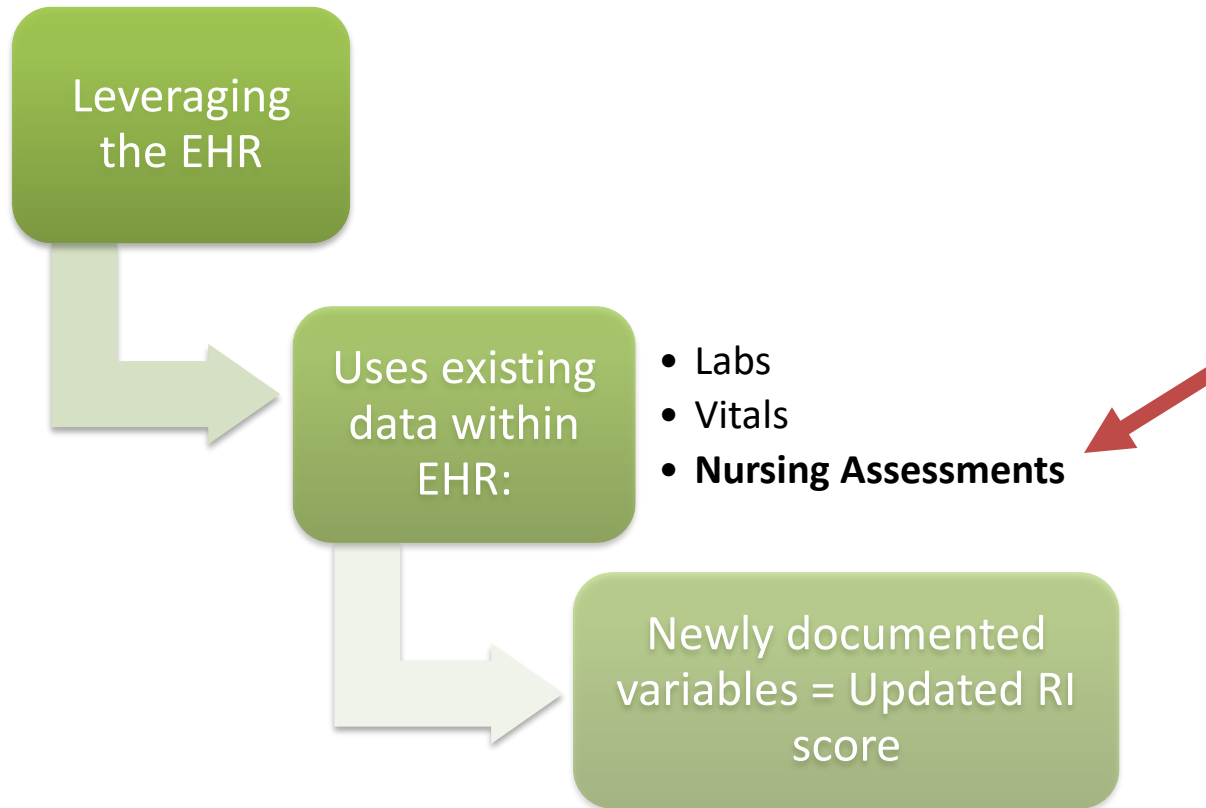 Leveraging
the EHR
Uses existing
data within
EHR:
• Labs
• Vitals
• Nursing Assessments
Newly documented
variables = Updated RI
score